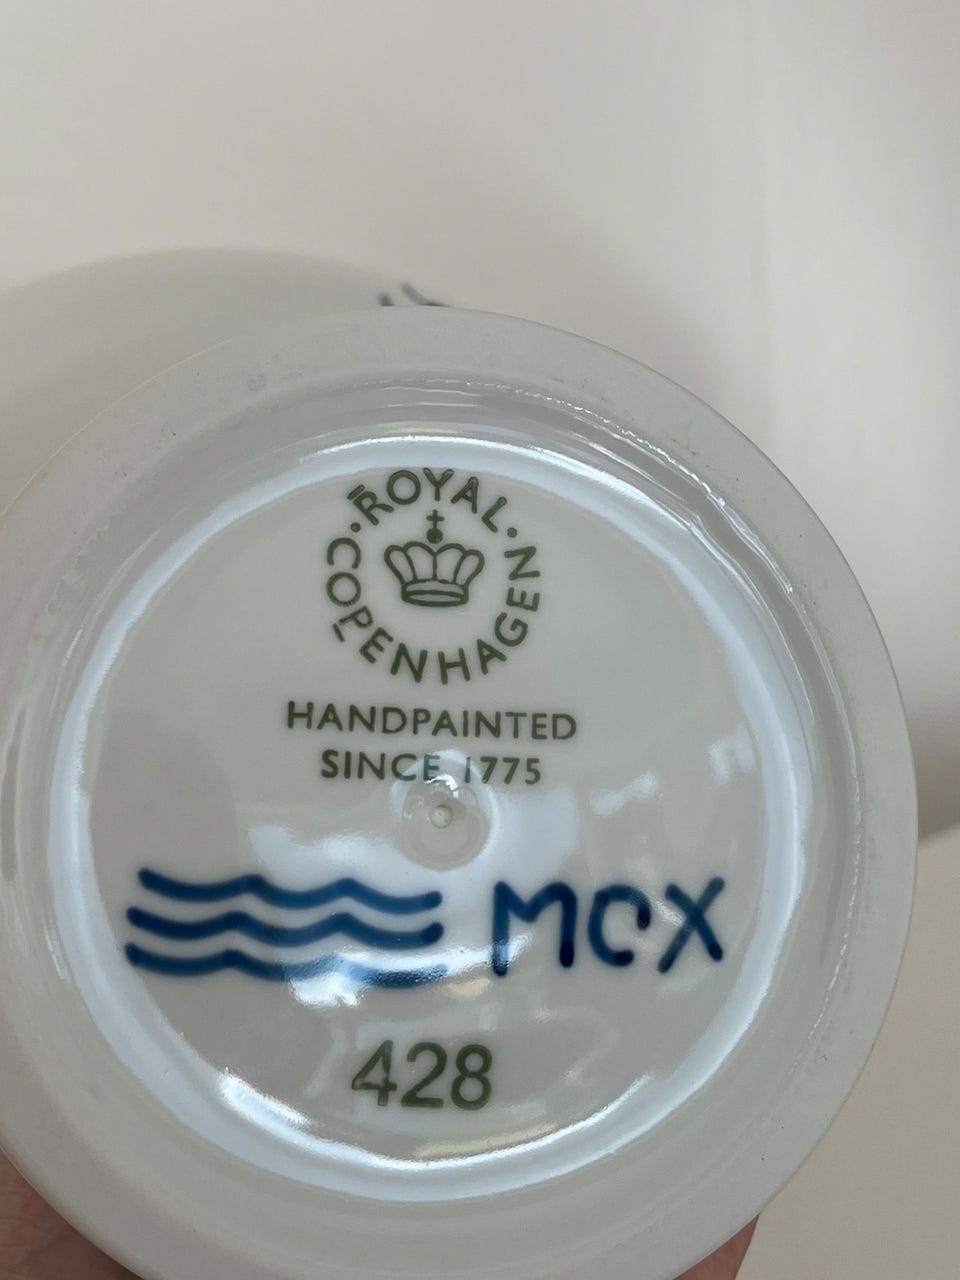 ROYAL
COPENHAGEN
HANDPAINTED
SINCE 1775
MCX
428